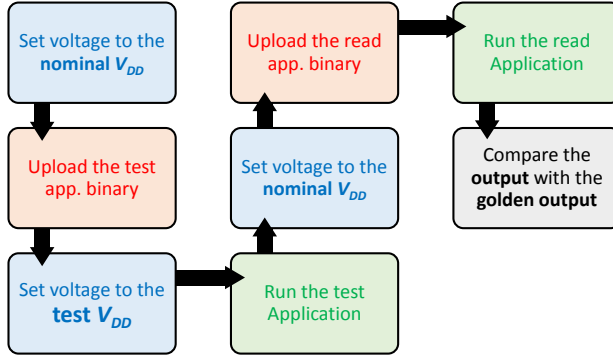 Set voltage to the
nominal VDD
Upload the test
app. binary
Set voltage to the
test VDD
Run the test
Application
Set voltage to the
nominal VDD
Upload the read
app. binary
Run the read
Application
Compare the
output with the
golden output